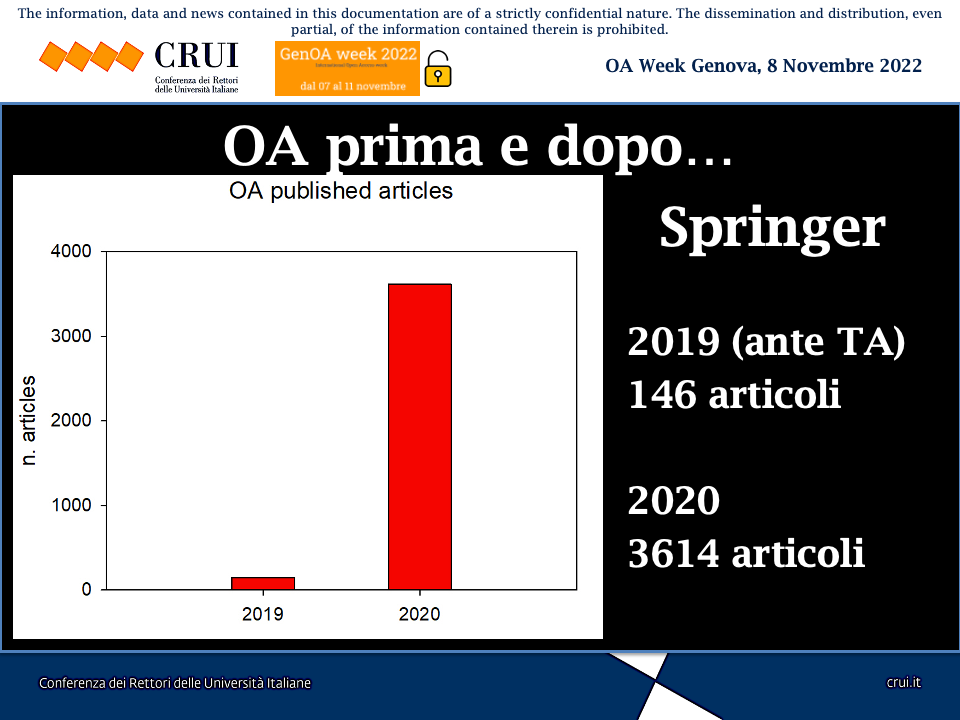 The information, data and news contained in this documentation are of a strictly confidential nature. The dissemination and distribution, even
partial, of the information contained therein is prohibited.
CRUI
Conferenza dei Rettori
delle Università Italiane
GenOA week 2022
International Open Access week
dal 07 al 11 novembre
OA Week Genova, 8 Novembre 2022
OA prima e dopo…
OA published articles
4000
3000
2000
1000
0
n. articles
2019
2020
Springer
2019 (ante TA)
146 articoli
2020
3614 articoli
Conferenza dei Rettori delle Università Italiane
crui.it